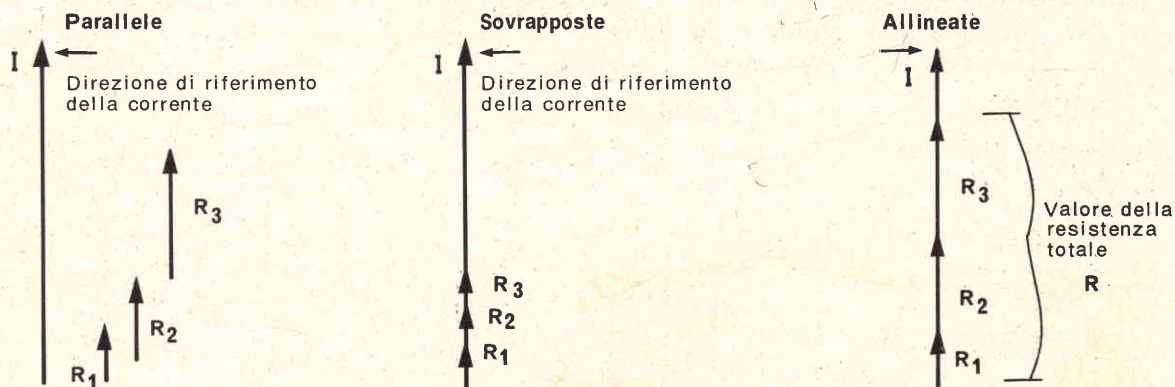 Parallele
I
Direzione di riferimento
della corrente
R3
R2
R1
Sovrapposte
I
Direzione di riferimento
della corrente
R3
R2
R1
Allineate
I
R3
R2
R1
Valore della
resistenza
totale
R